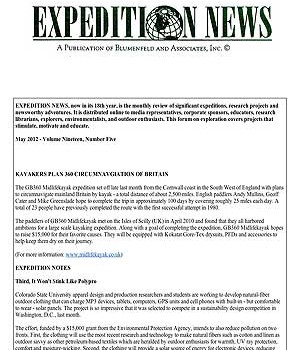 EXPEDITION NEWS
A PUBLICATION OF BLUMENFELD AND ASSOCIATES, INC. ©
EXPEDITION NEWS, now in its 18th year, is the monthly review of significant expeditions, research projects and
newsworthy adventures. It is distributed online to media representatives, corporate sponsors, educators, research
librarians, explorers, environmentalists, and outdoor enthusiasts. This forum on exploration covers projects that
stimulate, motivate and educate.
May 2012 - Volume Nineteen, Number Five
KAYAKERS PLAN 360 CIRCUMNAVGIATION OF BRITAIN
The GB360 Midlifekayak expedition set off late last month from the Cornwall coast in the South West of England with plans
to circumnavigate mainland Britain by kayak - a total distance of about 2,500 miles. English paddlers Andy Mullins, Geoff
Cater and Mike Greenslade hope to complete the trip in approximately 100 days by covering roughly 25 miles each day. A
total of 23 people have previously completed the route with the first successful attempt in 1980.
The paddlers of GB360 Midlifekayak met on the Isles of Scilly (UK) in April 2010 and found that they all harbored
ambitions for a large scale kayaking expedition. Along with a goal of completing the expedition, GB360 Midlifekayak hopes
to raise $15,000 for their favorite causes. They will be equipped with Kokatat Gore-Tex drysuits, PFDs and accessories to
help keep them dry on their journey.
(For more information: www.midlifekayak.com)
EXPEDITION NOTES
Third, It Won't Stink Like Polypro
Colorado State University apparel design and production researchers and students are working to develop natural-fiber
outdoor clothing that can charge MP3 devices, tablets, computers, GPS units and cell phones with built-in - but comfortable
to wear - solar panels. The project is so impressive that it was selected to compete in a sustainability design competition in
Washington, D.C., last month.
The effort, funded by a $15,000 grant from the Environmental Protection Agency, intends to also reduce pollution on two
fronts. First, the clothing will use the most recent research and technology to make natural fibers such as cotton and linen as
outdoor savvy as other petroleum-based textiles which are heralded by outdoor enthusiasts for warmth, UV ray protection,
comfort and moisture-wicking. Second, the clothing will provide a solar source of energy for electronic devices, reducing